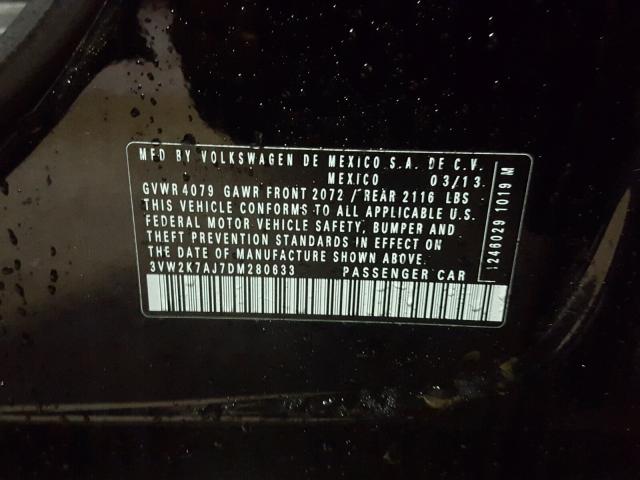 MFD BY VOLKSWAGEN DE MEXICO S.A. DE C.V.
MEXICO 03/13
GVWR 4079 GAWR FRONT 2072 / REAR 2116 LBS
THIS VEHICLE CONFORMS TO ALL APPLICABLE U.S.
FEDERAL MOTOR VEHICLE SAFETY, BUMPER AND
THEFT PREVENTION STANDARDS IN EFFECT ON
THE DATE OF MANUFACTURE SHOWN ABOVE.
3VW2K7AJ7DM280633 PASSENGER CAR
1246029 1019 M